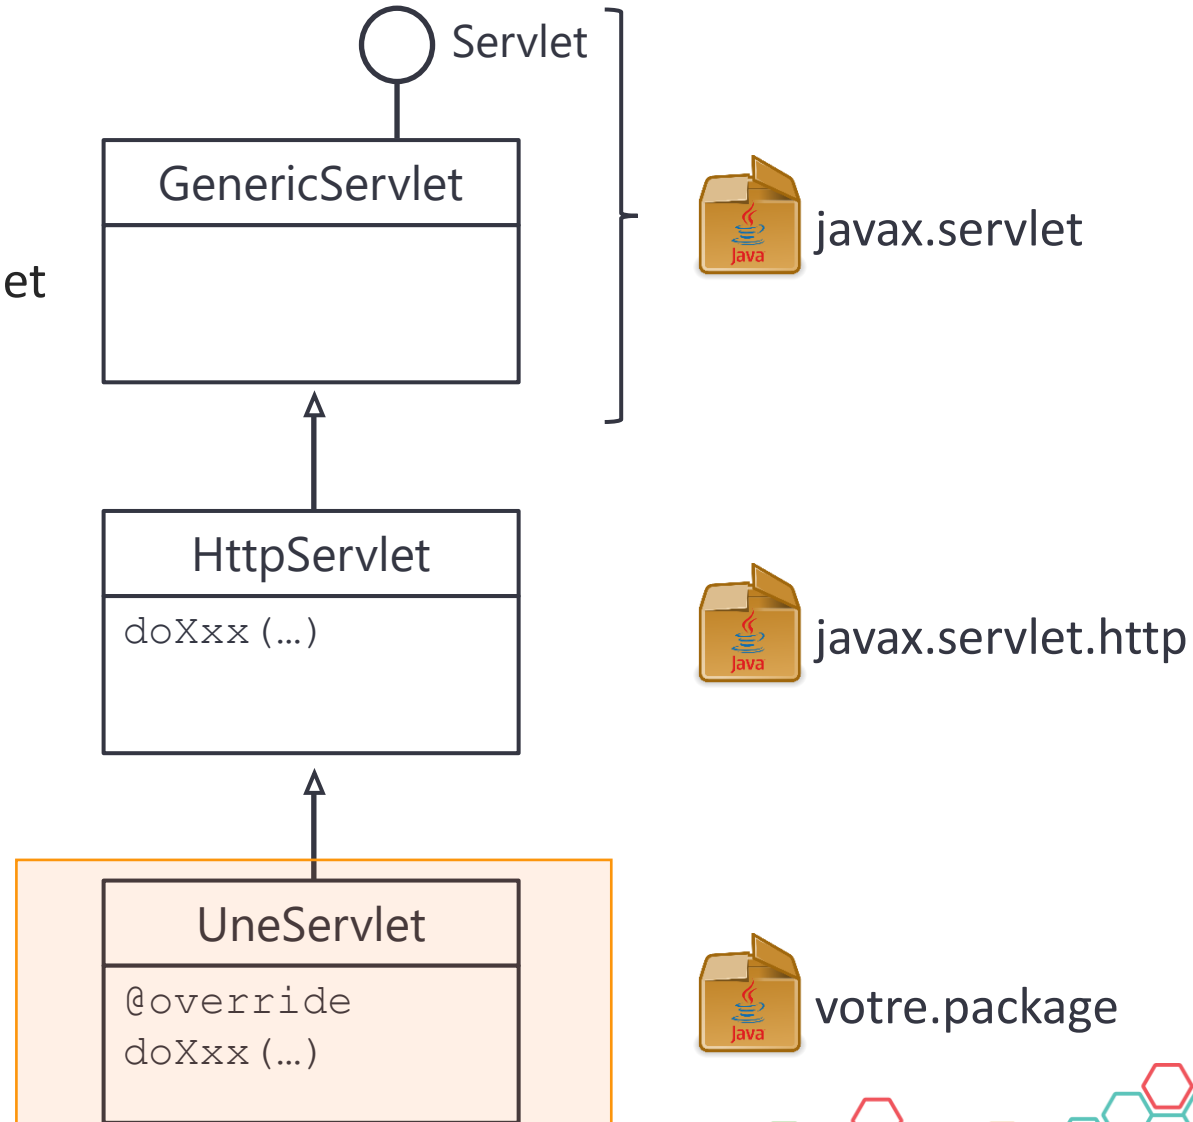 Servlet
GenericServlet
Java
javax.servlet
et
HttpServlet
doXxx(…)
Java
javax.servlet.http
UneServlet
@override
doXxx(…)
Java
votre.package